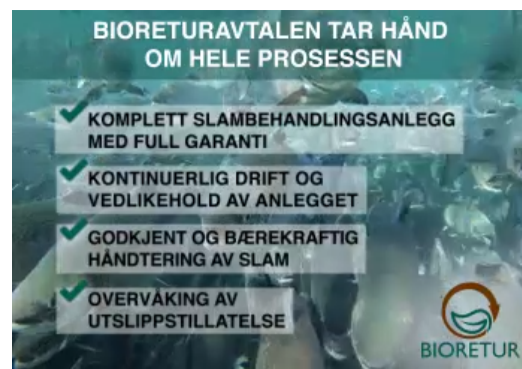 BIORETURAVTALEN TAR HÅND
OM HELE PROSESSEN
KOMPLETT SLAMBEHANDLINGSANLEGG
MED FULL GARANTI
KONTINUERLIG DRIFT OG
VEDLIKEHOLD AV ANLEGGET
GODKJENT OG BÆREKRAFTIG
HÅNDTERING AV SLAM
OVERVÅKING AV
UTSLIPPSTILLATELSE
BIORETUR